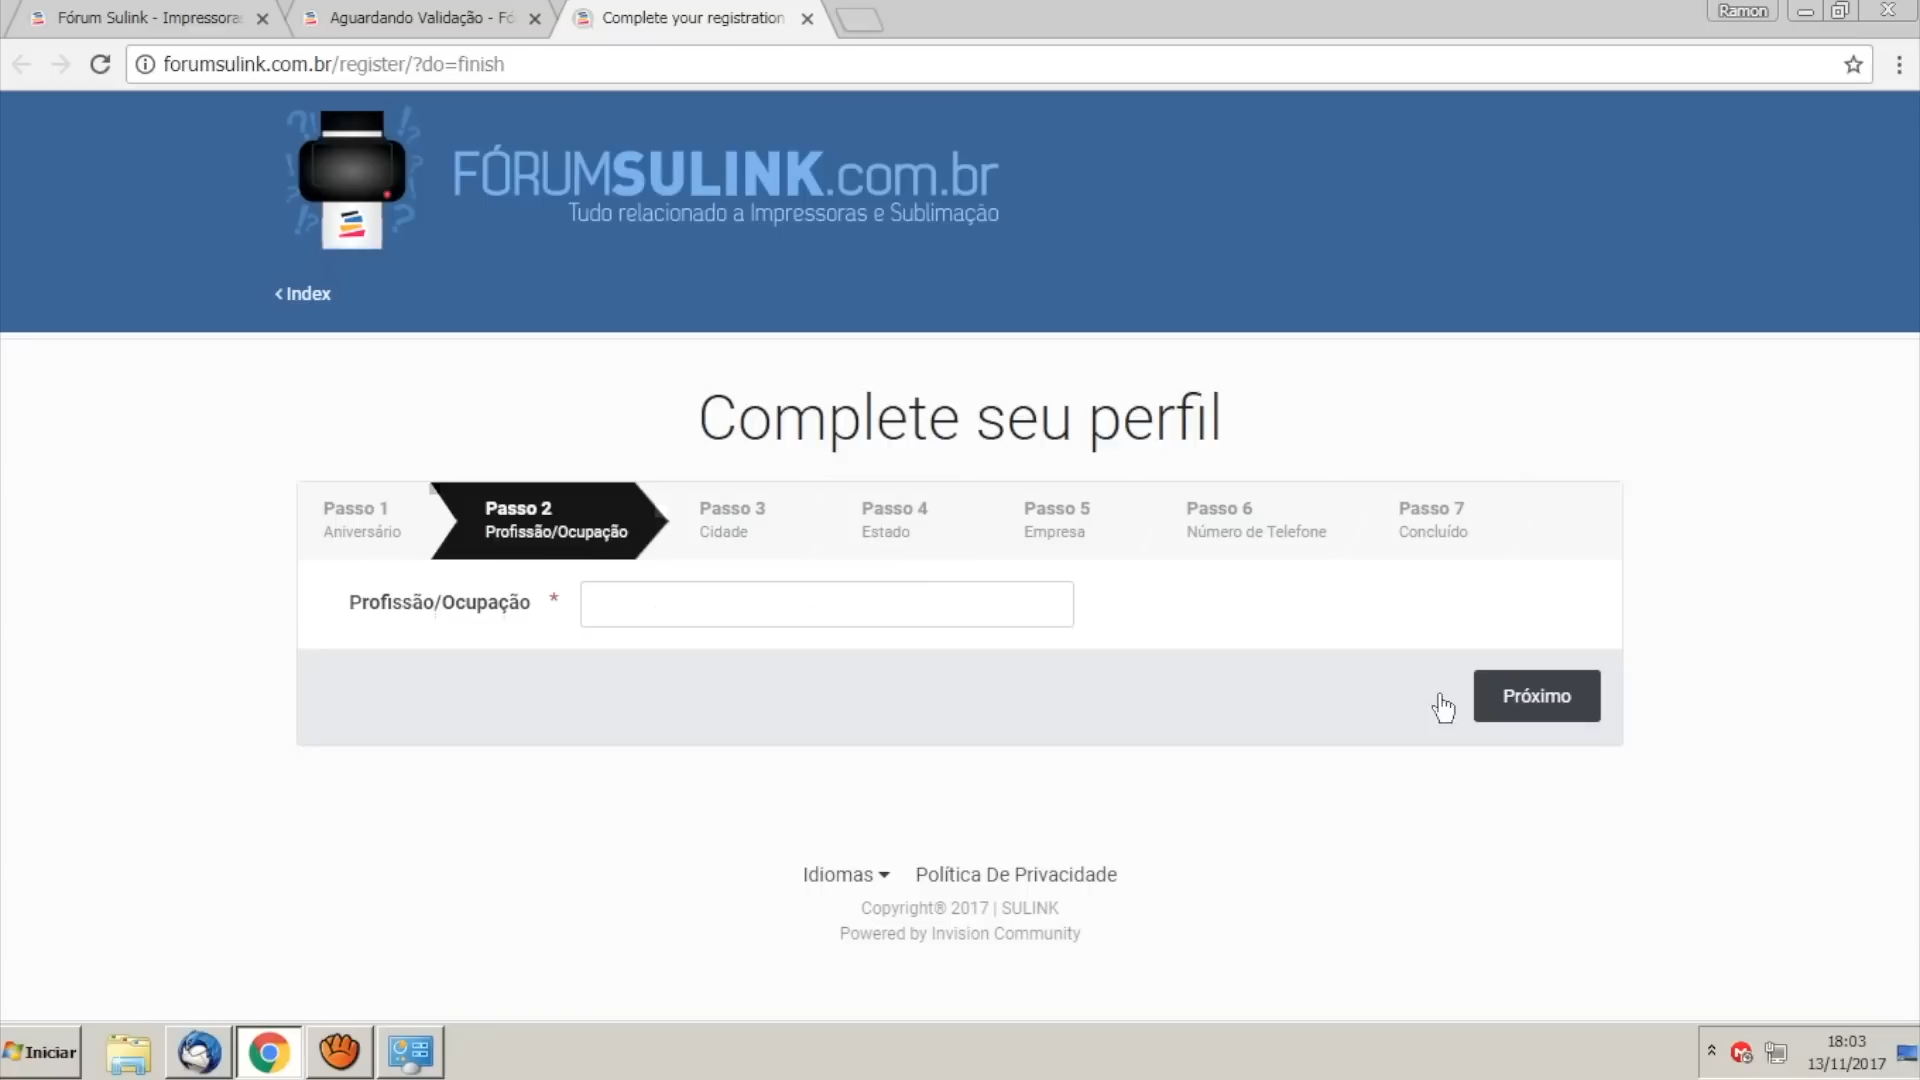 Fórum Sulink - Impressora
Aguardando Validação - Fó
Complete your registration
Ramon
forumsulink.com.br/register/?do=finish
FÓRUMSULINK.com.br
Tudo relacionado a Impressoras e Sublimação
Index
Complete seu perfil
Passo 1
Aniversário
Passo 2
Profissão/Ocupação
Passo 3
Cidade
Passo 4
Estado
Passo 5
Empresa
Passo 6
Número de Telefone
Passo 7
Concluído
Profissão/Ocupação *
Próximo
Idiomas Política De Privacidade
Copyright® 2017 | SULINK
Powered by Invision Community
Iniciar
18:03
13/11/2017